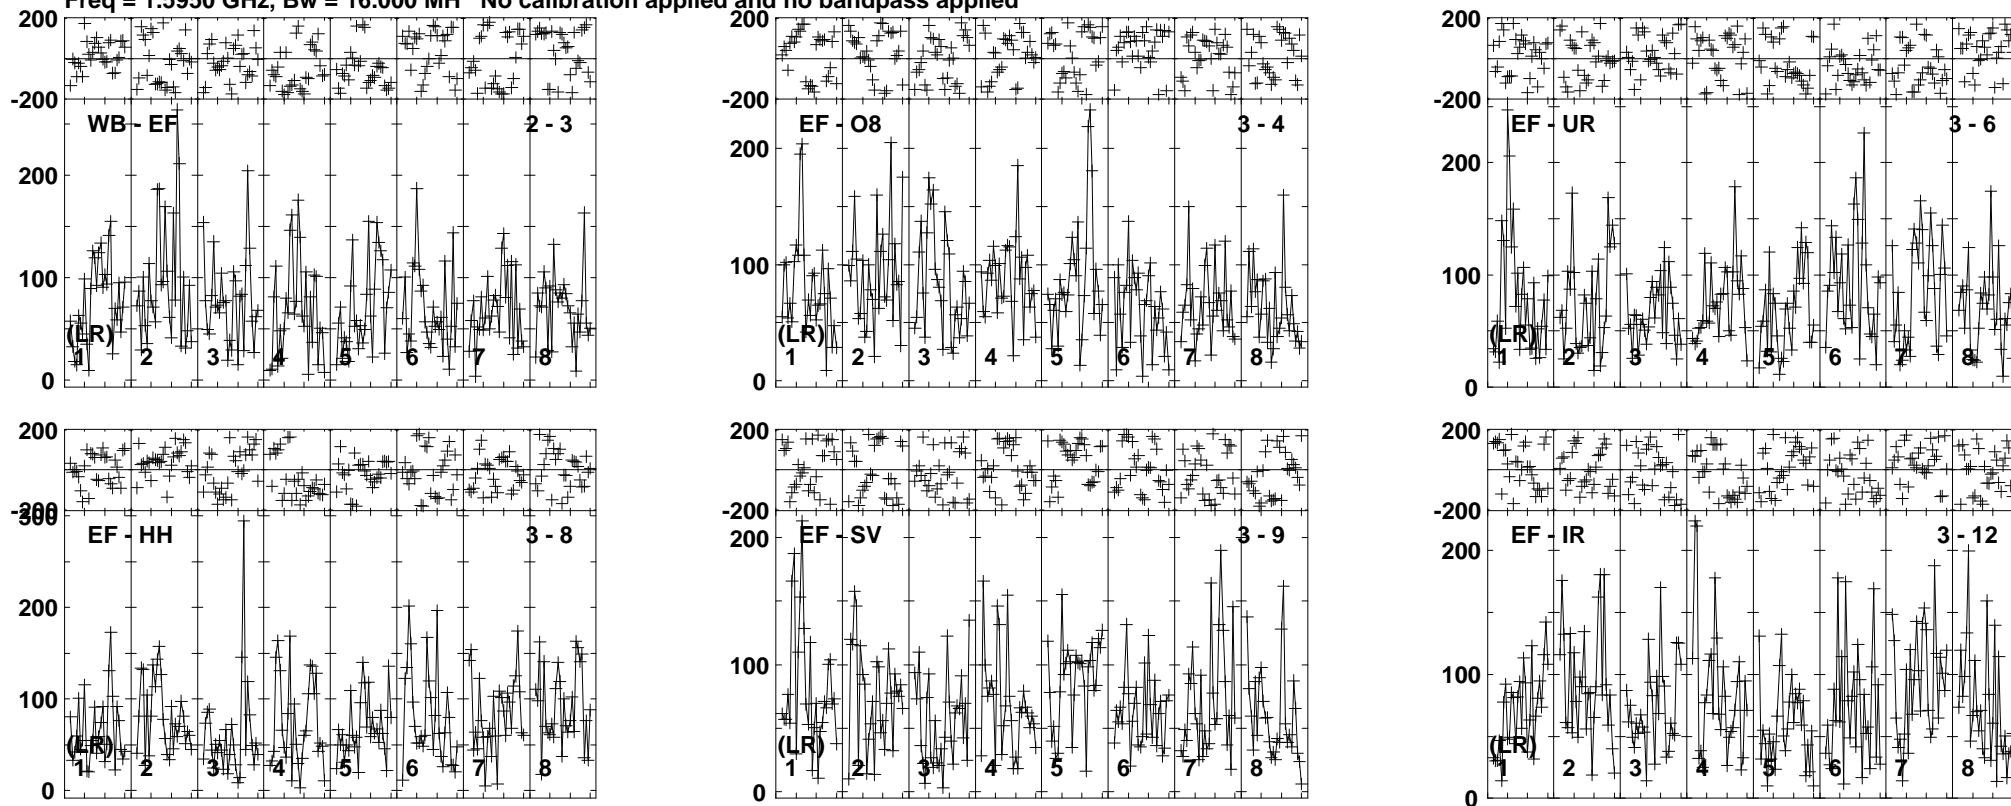 Freq = 1.5950 GHz, Bw = 16.000 MH No calibration applied and no bandpass applied
200
-200
WB - EF
2 - 3
200
100
0
(LR)
1 2 3 4 5 6 7 8
200
-200
EF - O8
3 - 4
200
100
0
(LR)
1 2 3 4 5 6 7 8
200
-200
EF - UR
3 - 6
200
100
0
(LR)
1 2 3 4 5 6 7 8
200
-200
300
EF - HH
3 - 8
200
100
0
(LR)
1 2 3 4 5 6 7 8
200
-200
EF - SV
3 - 9
200
100
0
(LR)
1 2 3 4 5 6 7 8
200
-200
EF - IR
3 - 12
200
100
0
(LR)
1 2 3 4 5 6 7 8